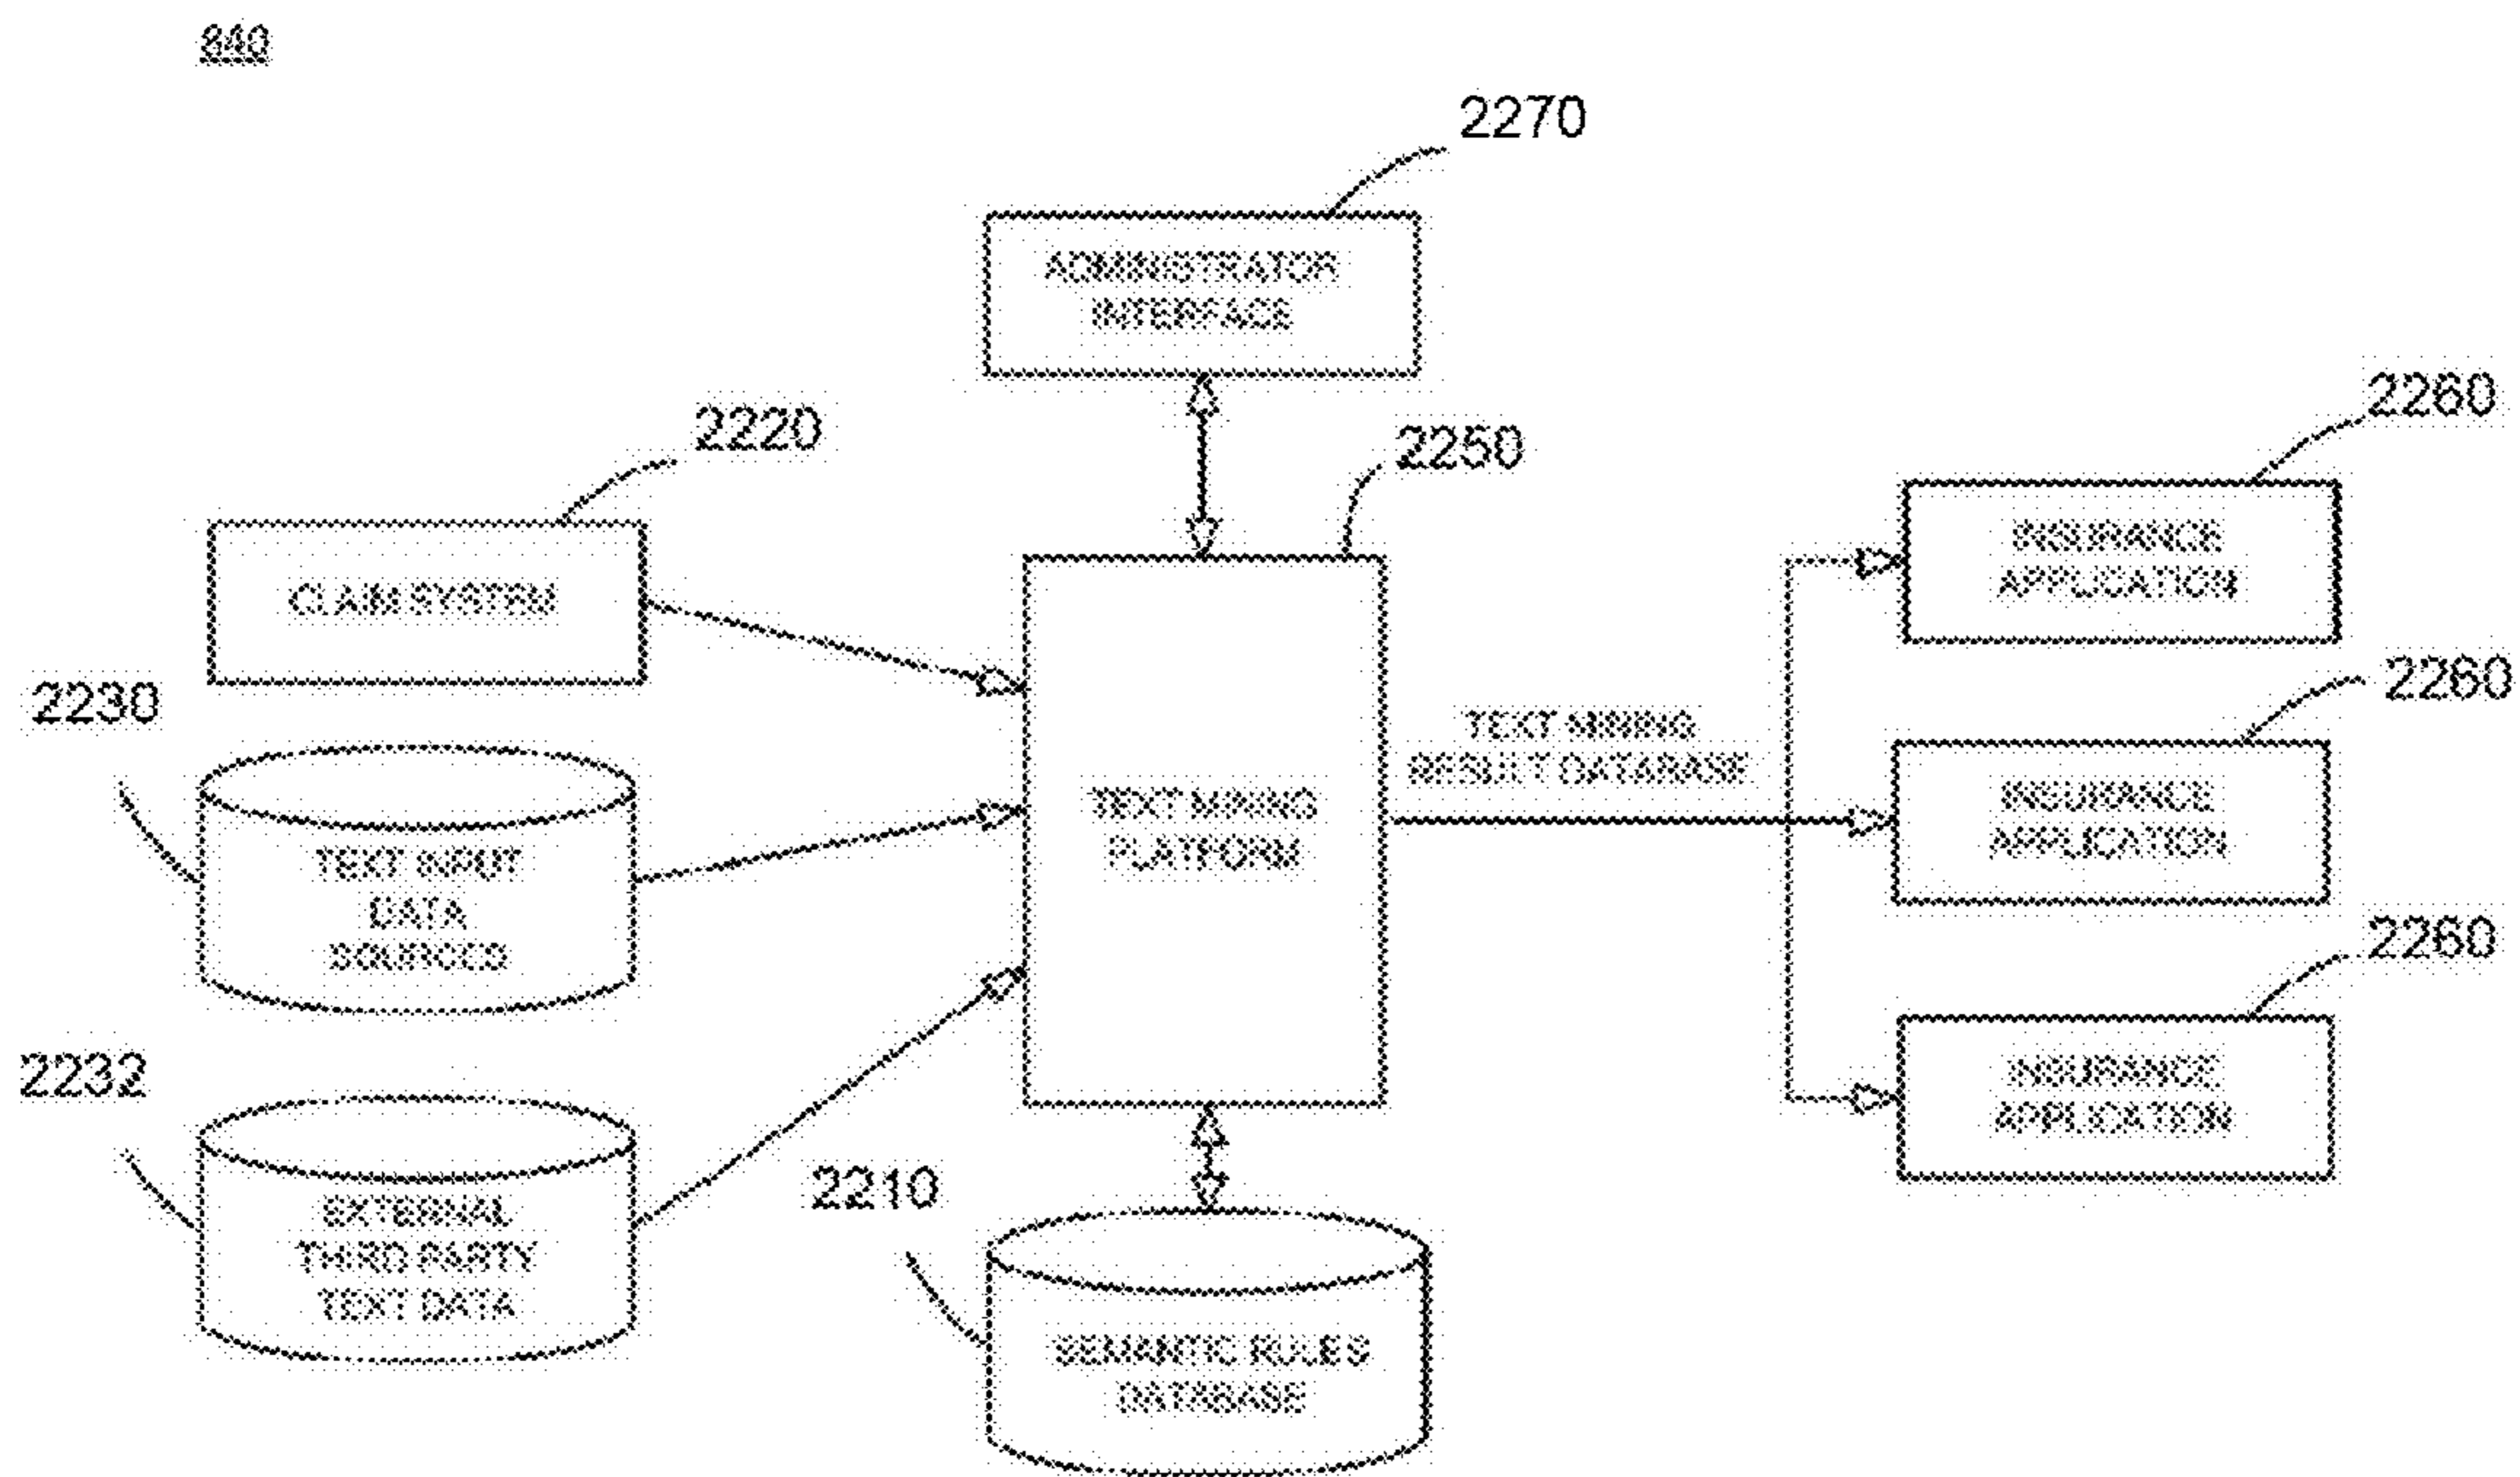 840
2270
ADMINISTRATOR
INTERFACE
2220
2250
2260
CLAIM SYSTEM
INSURANCE
APPLICATION
2230
2260
TEXT MINING
RESULT DATABASE
TEXT MINING
PLATFORM
INSURANCE
APPLICATION
TEXT INPUT
DATA
SOURCES
2260
2232
INSURANCE
APPLICATION
2210
EXTERNAL
THIRD PARTY
TEXT DATA
SEMANTIC RULES
DATABASE